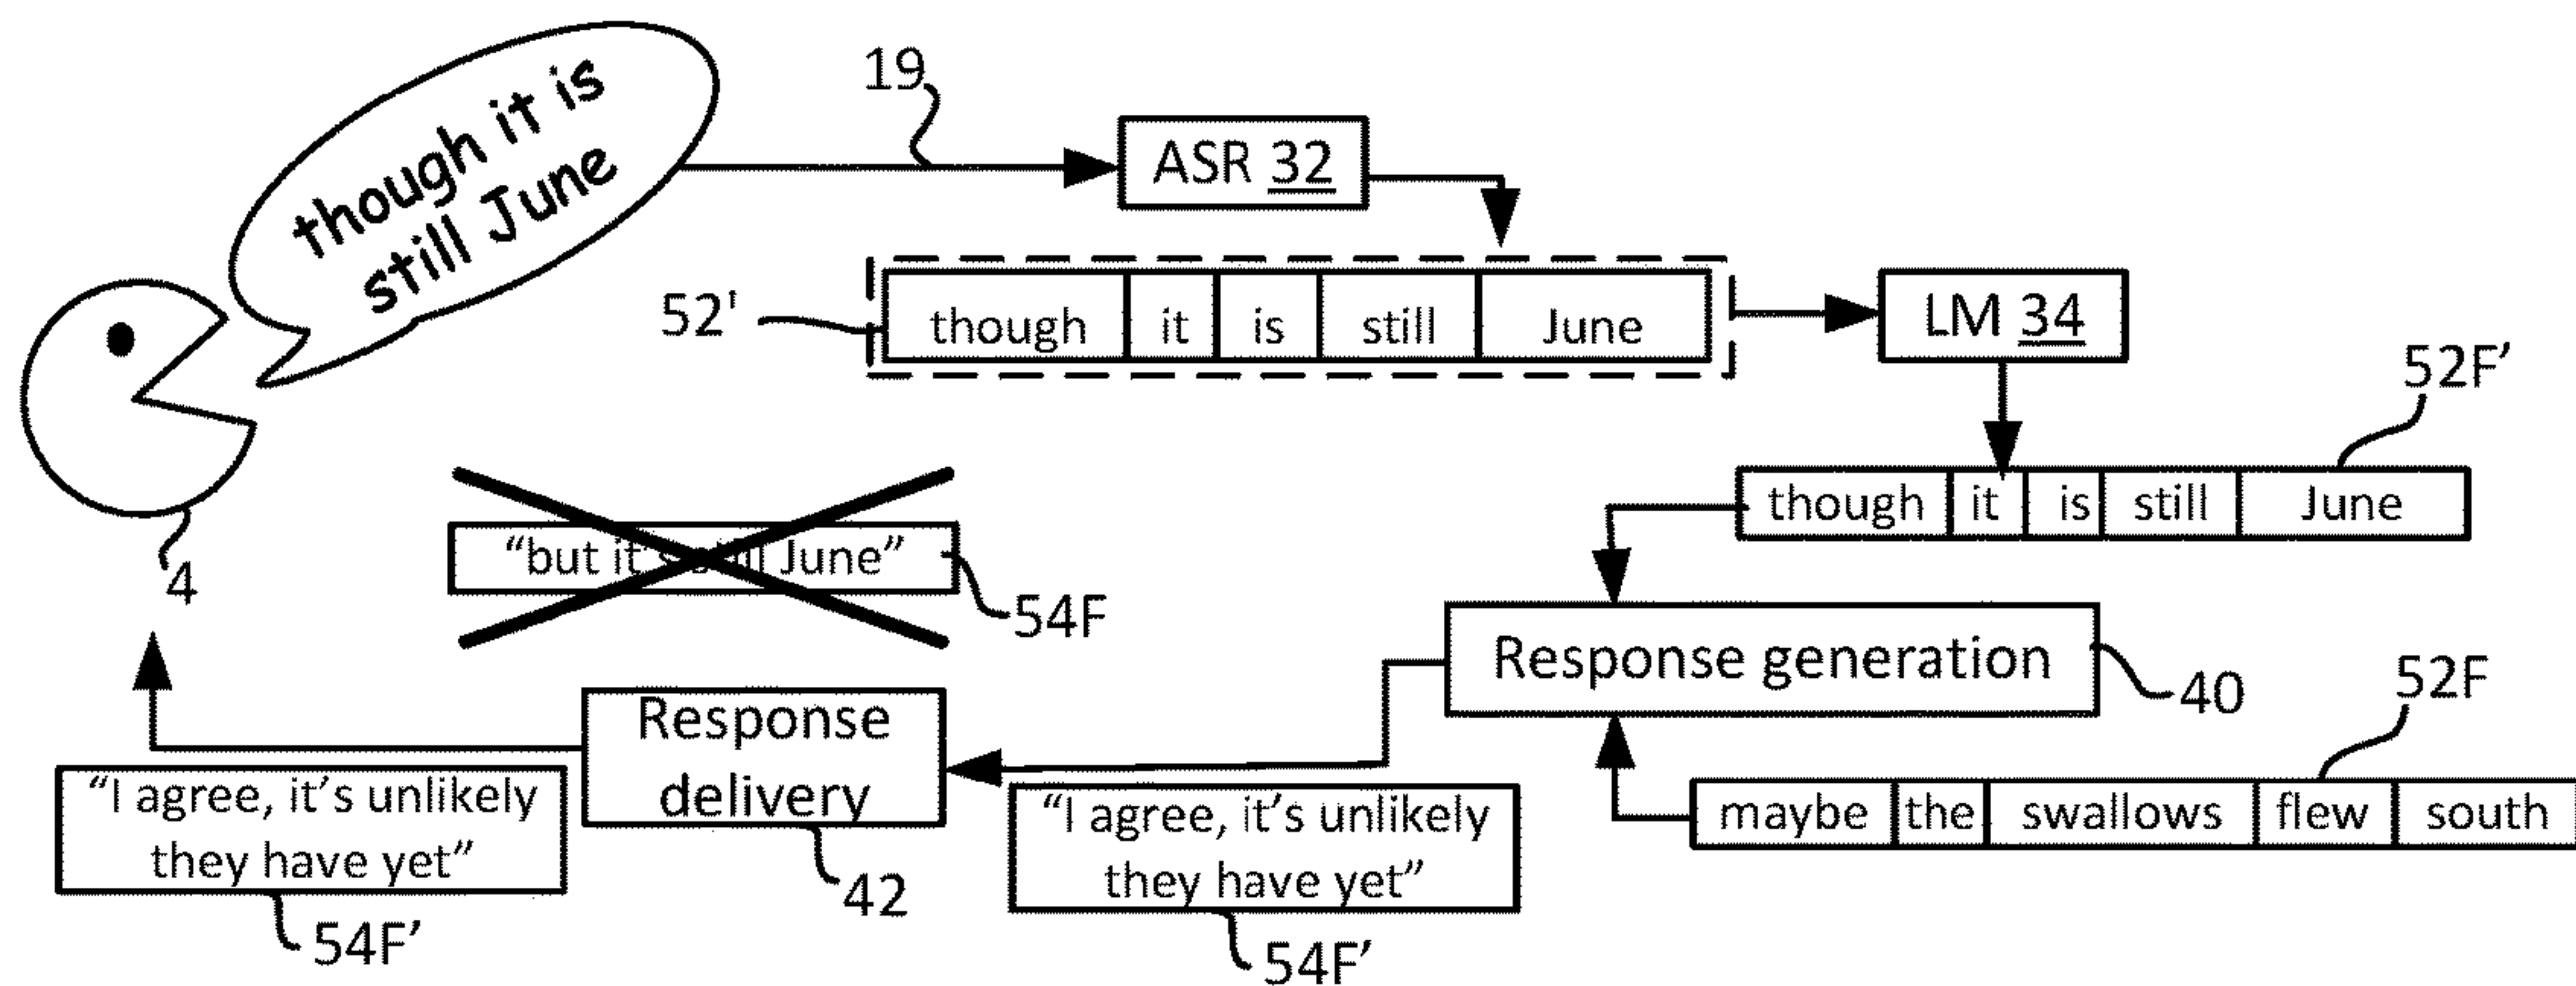 though it is
still June
19
ASR 32
52'
though it is still June
LM 34
52F’
though it is still June
4
“but it’s still June”
54F
Response generation
40
52F
maybe the swallows flew south
Response
delivery
42
“I agree, it’s unlikely
they have yet”
54F’
“I agree, it’s unlikely
they have yet”
54F’